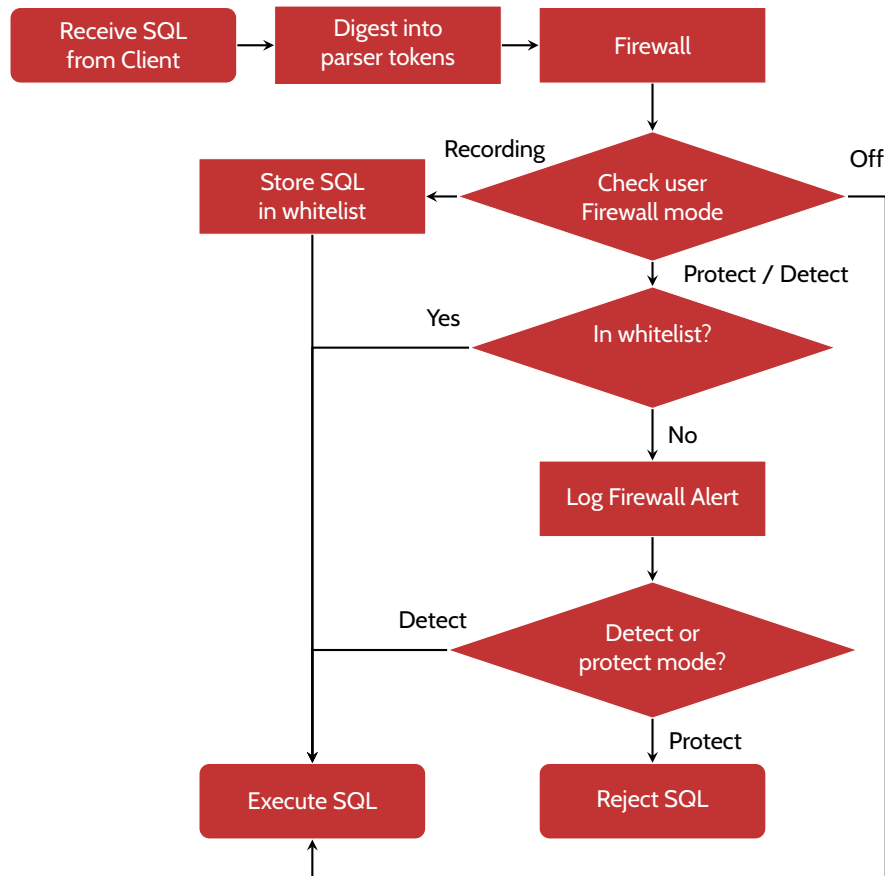 Receive SQL
from Client
Digest into
parser tokens
Firewall
Recording
Off
Store SQL
in whitelist
Check user
Firewall mode
Protect / Detect
Yes
In whitelist?
No
Log Firewall Alert
Detect
Detect or
protect mode?
Protect
Execute SQL
Reject SQL